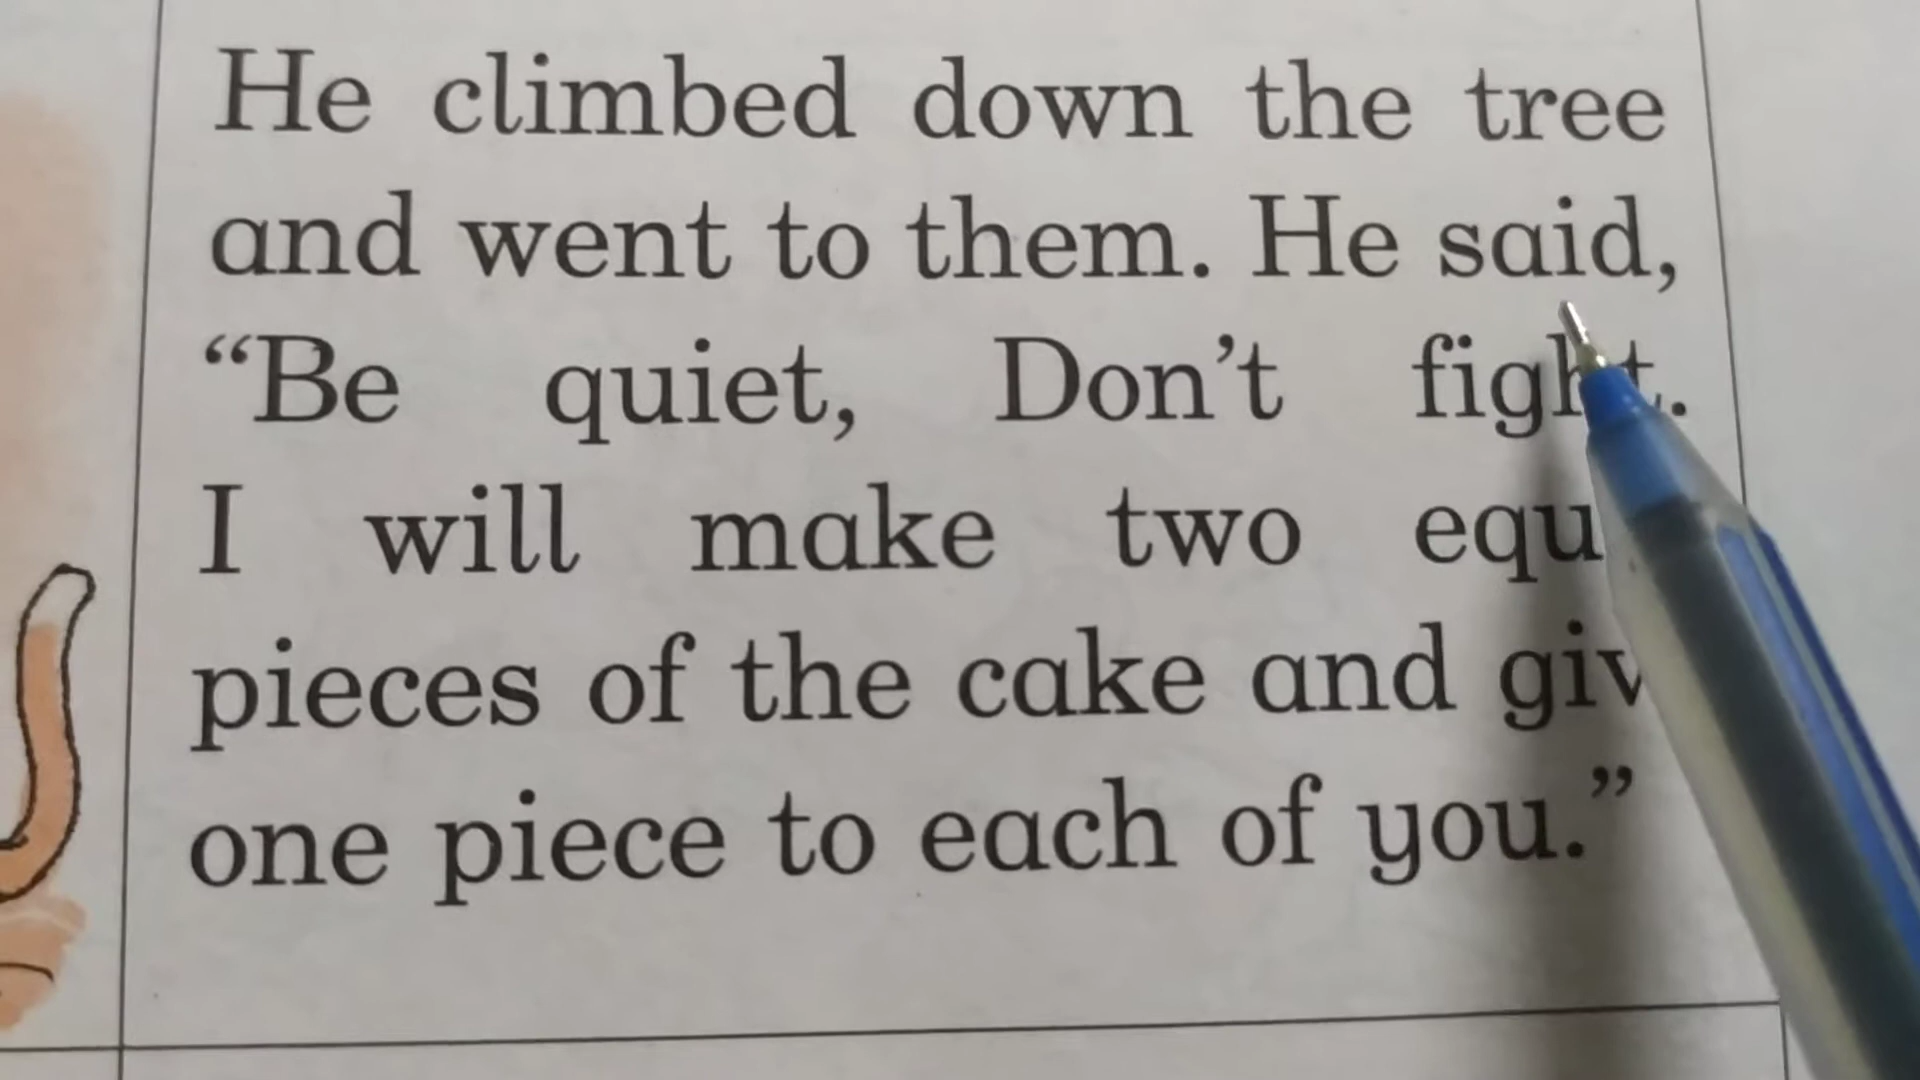 He climbed down the tree
and went to them. He said,
“Be quiet, Don’t fight.
I will make two
pieces of the cake and
one piece to each of you.”